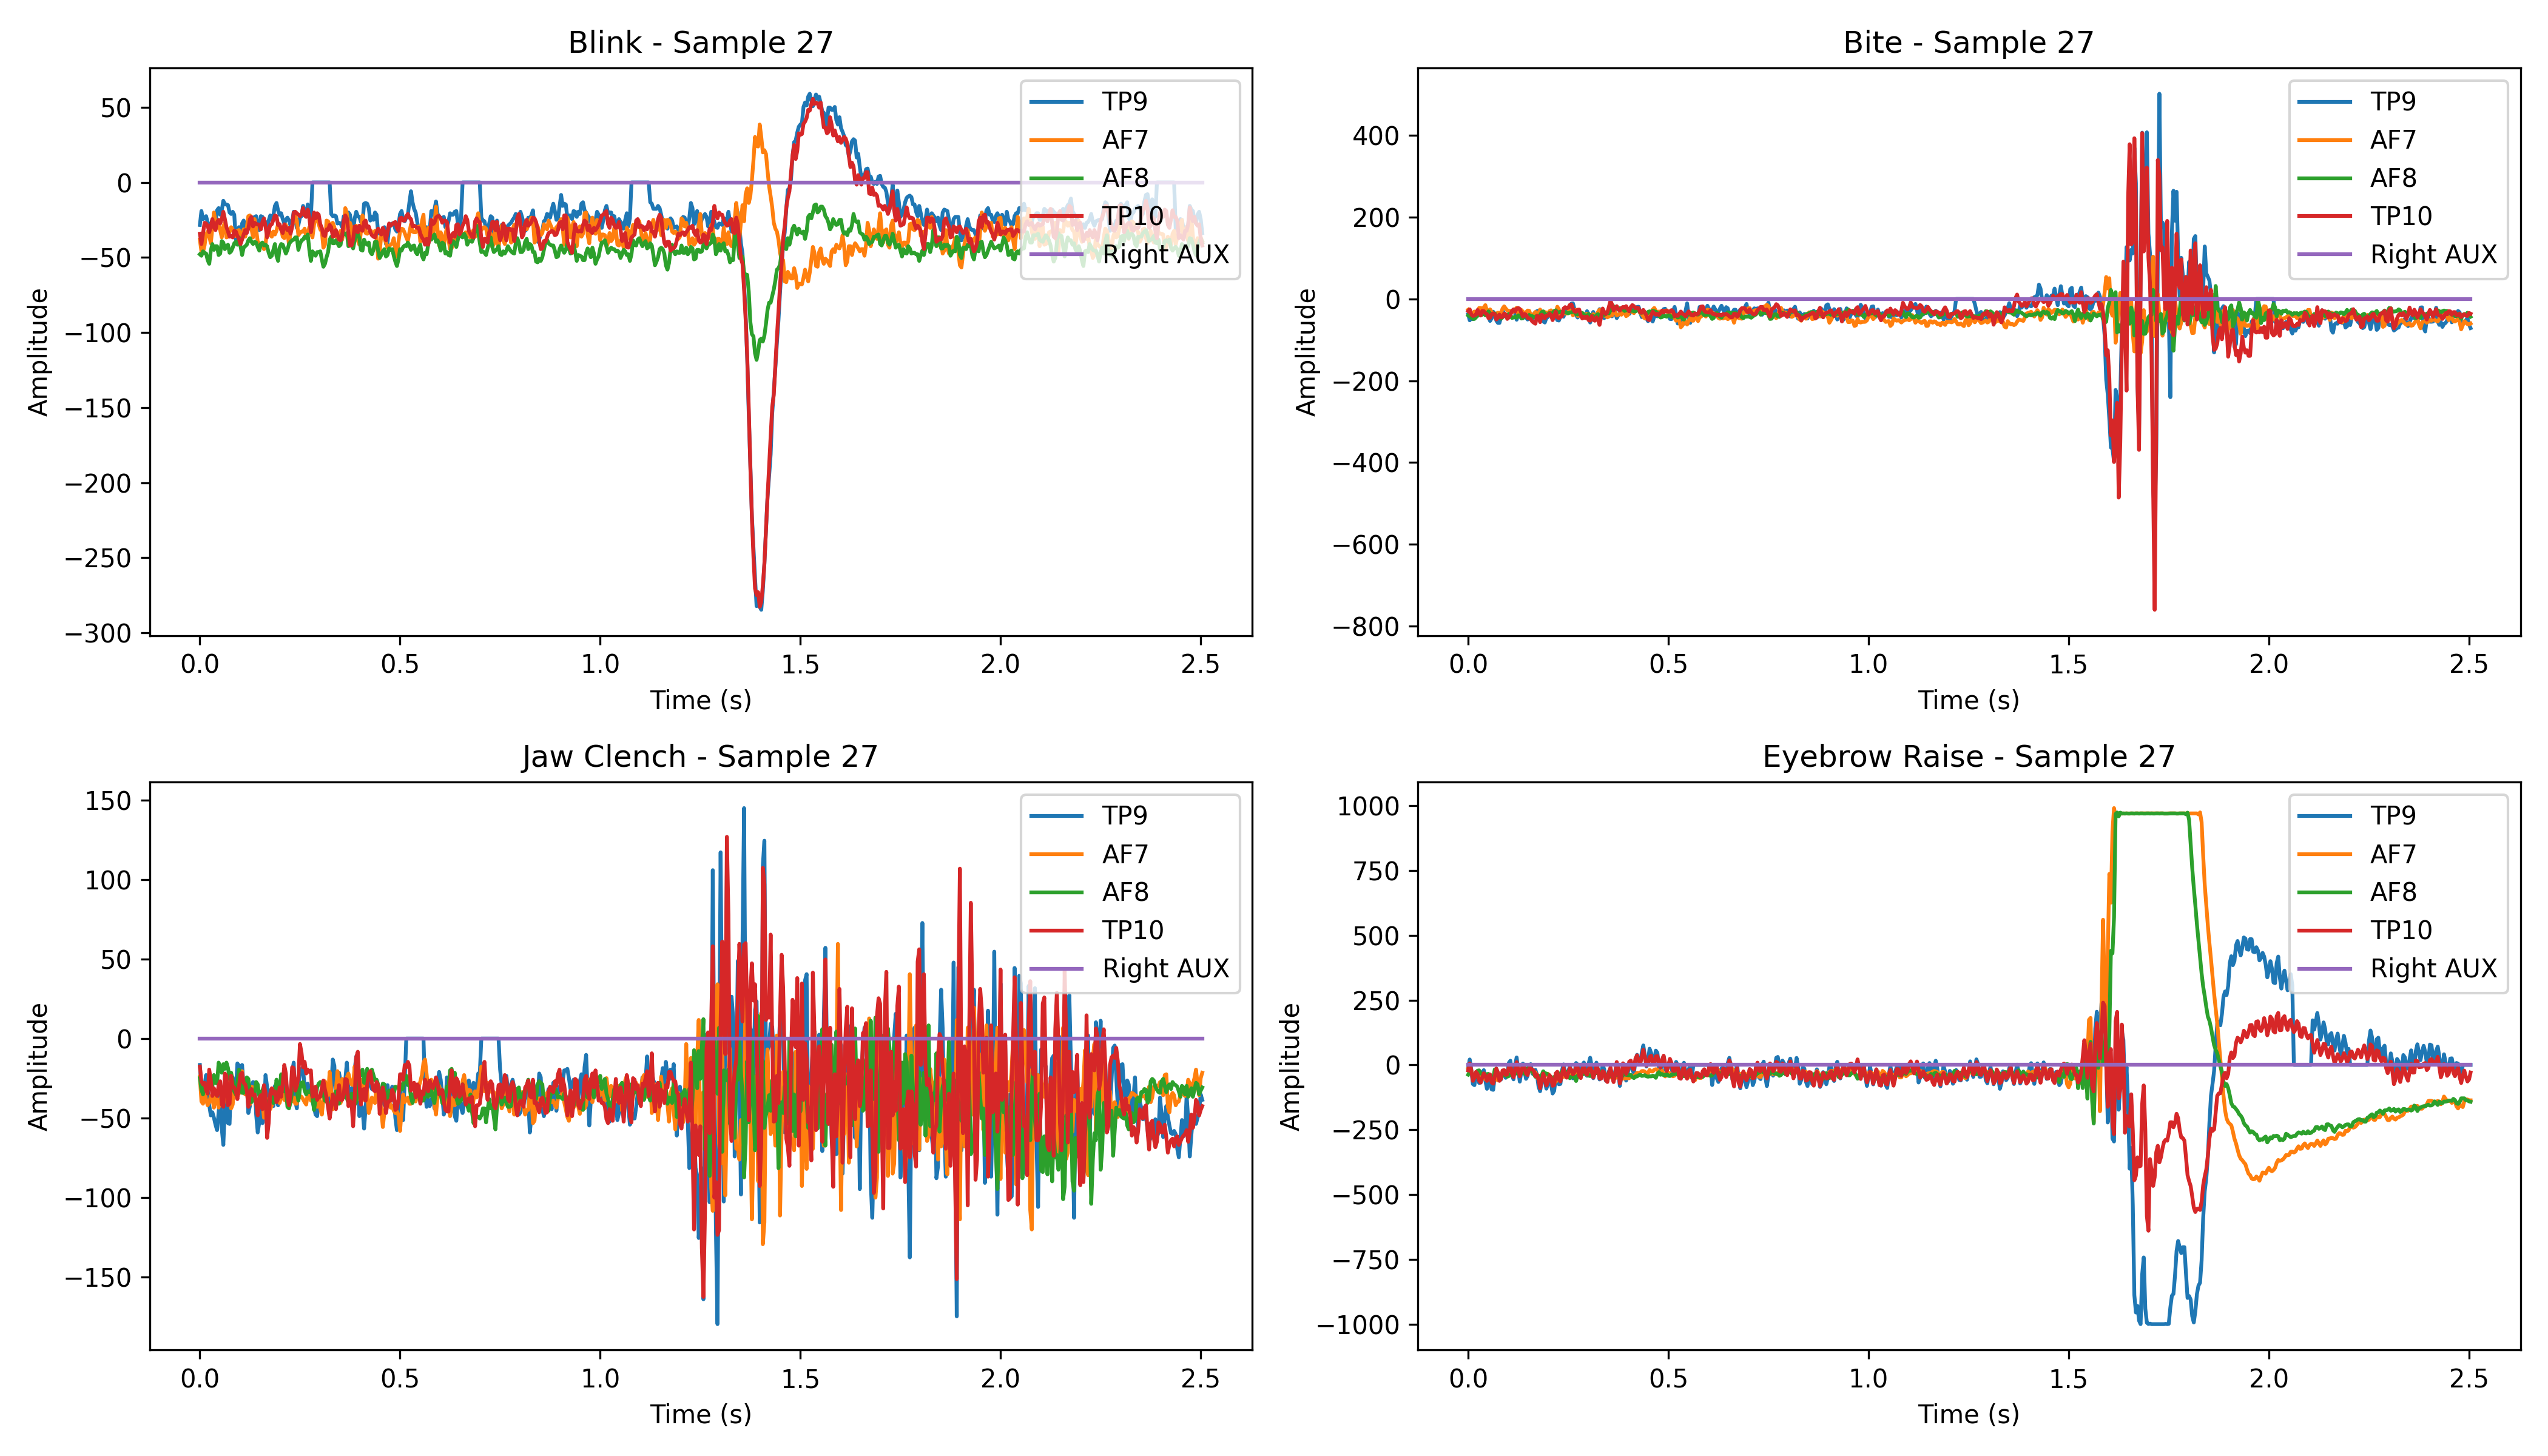 Blink - Sample 27
50
0
−50
−100
−150
−200
−250
−300
Amplitude
0.0 0.5 1.0 1.5 2.0 2.5
Time (s)
TP9
AF7
AF8
TP10
Right AUX
Bite - Sample 27
400
200
0
−200
−400
−600
−800
Amplitude
0.0 0.5 1.0 1.5 2.0 2.5
Time (s)
TP9
AF7
AF8
TP10
Right AUX
Jaw Clench - Sample 27
150
100
50
0
−50
−100
−150
Amplitude
0.0 0.5 1.0 1.5 2.0 2.5
Time (s)
TP9
AF7
AF8
TP10
Right AUX
Eyebrow Raise - Sample 27
1000
750
500
250
0
−250
−500
−750
−1000
Amplitude
0.0 0.5 1.0 1.5 2.0 2.5
Time (s)
TP9
AF7
AF8
TP10
Right AUX